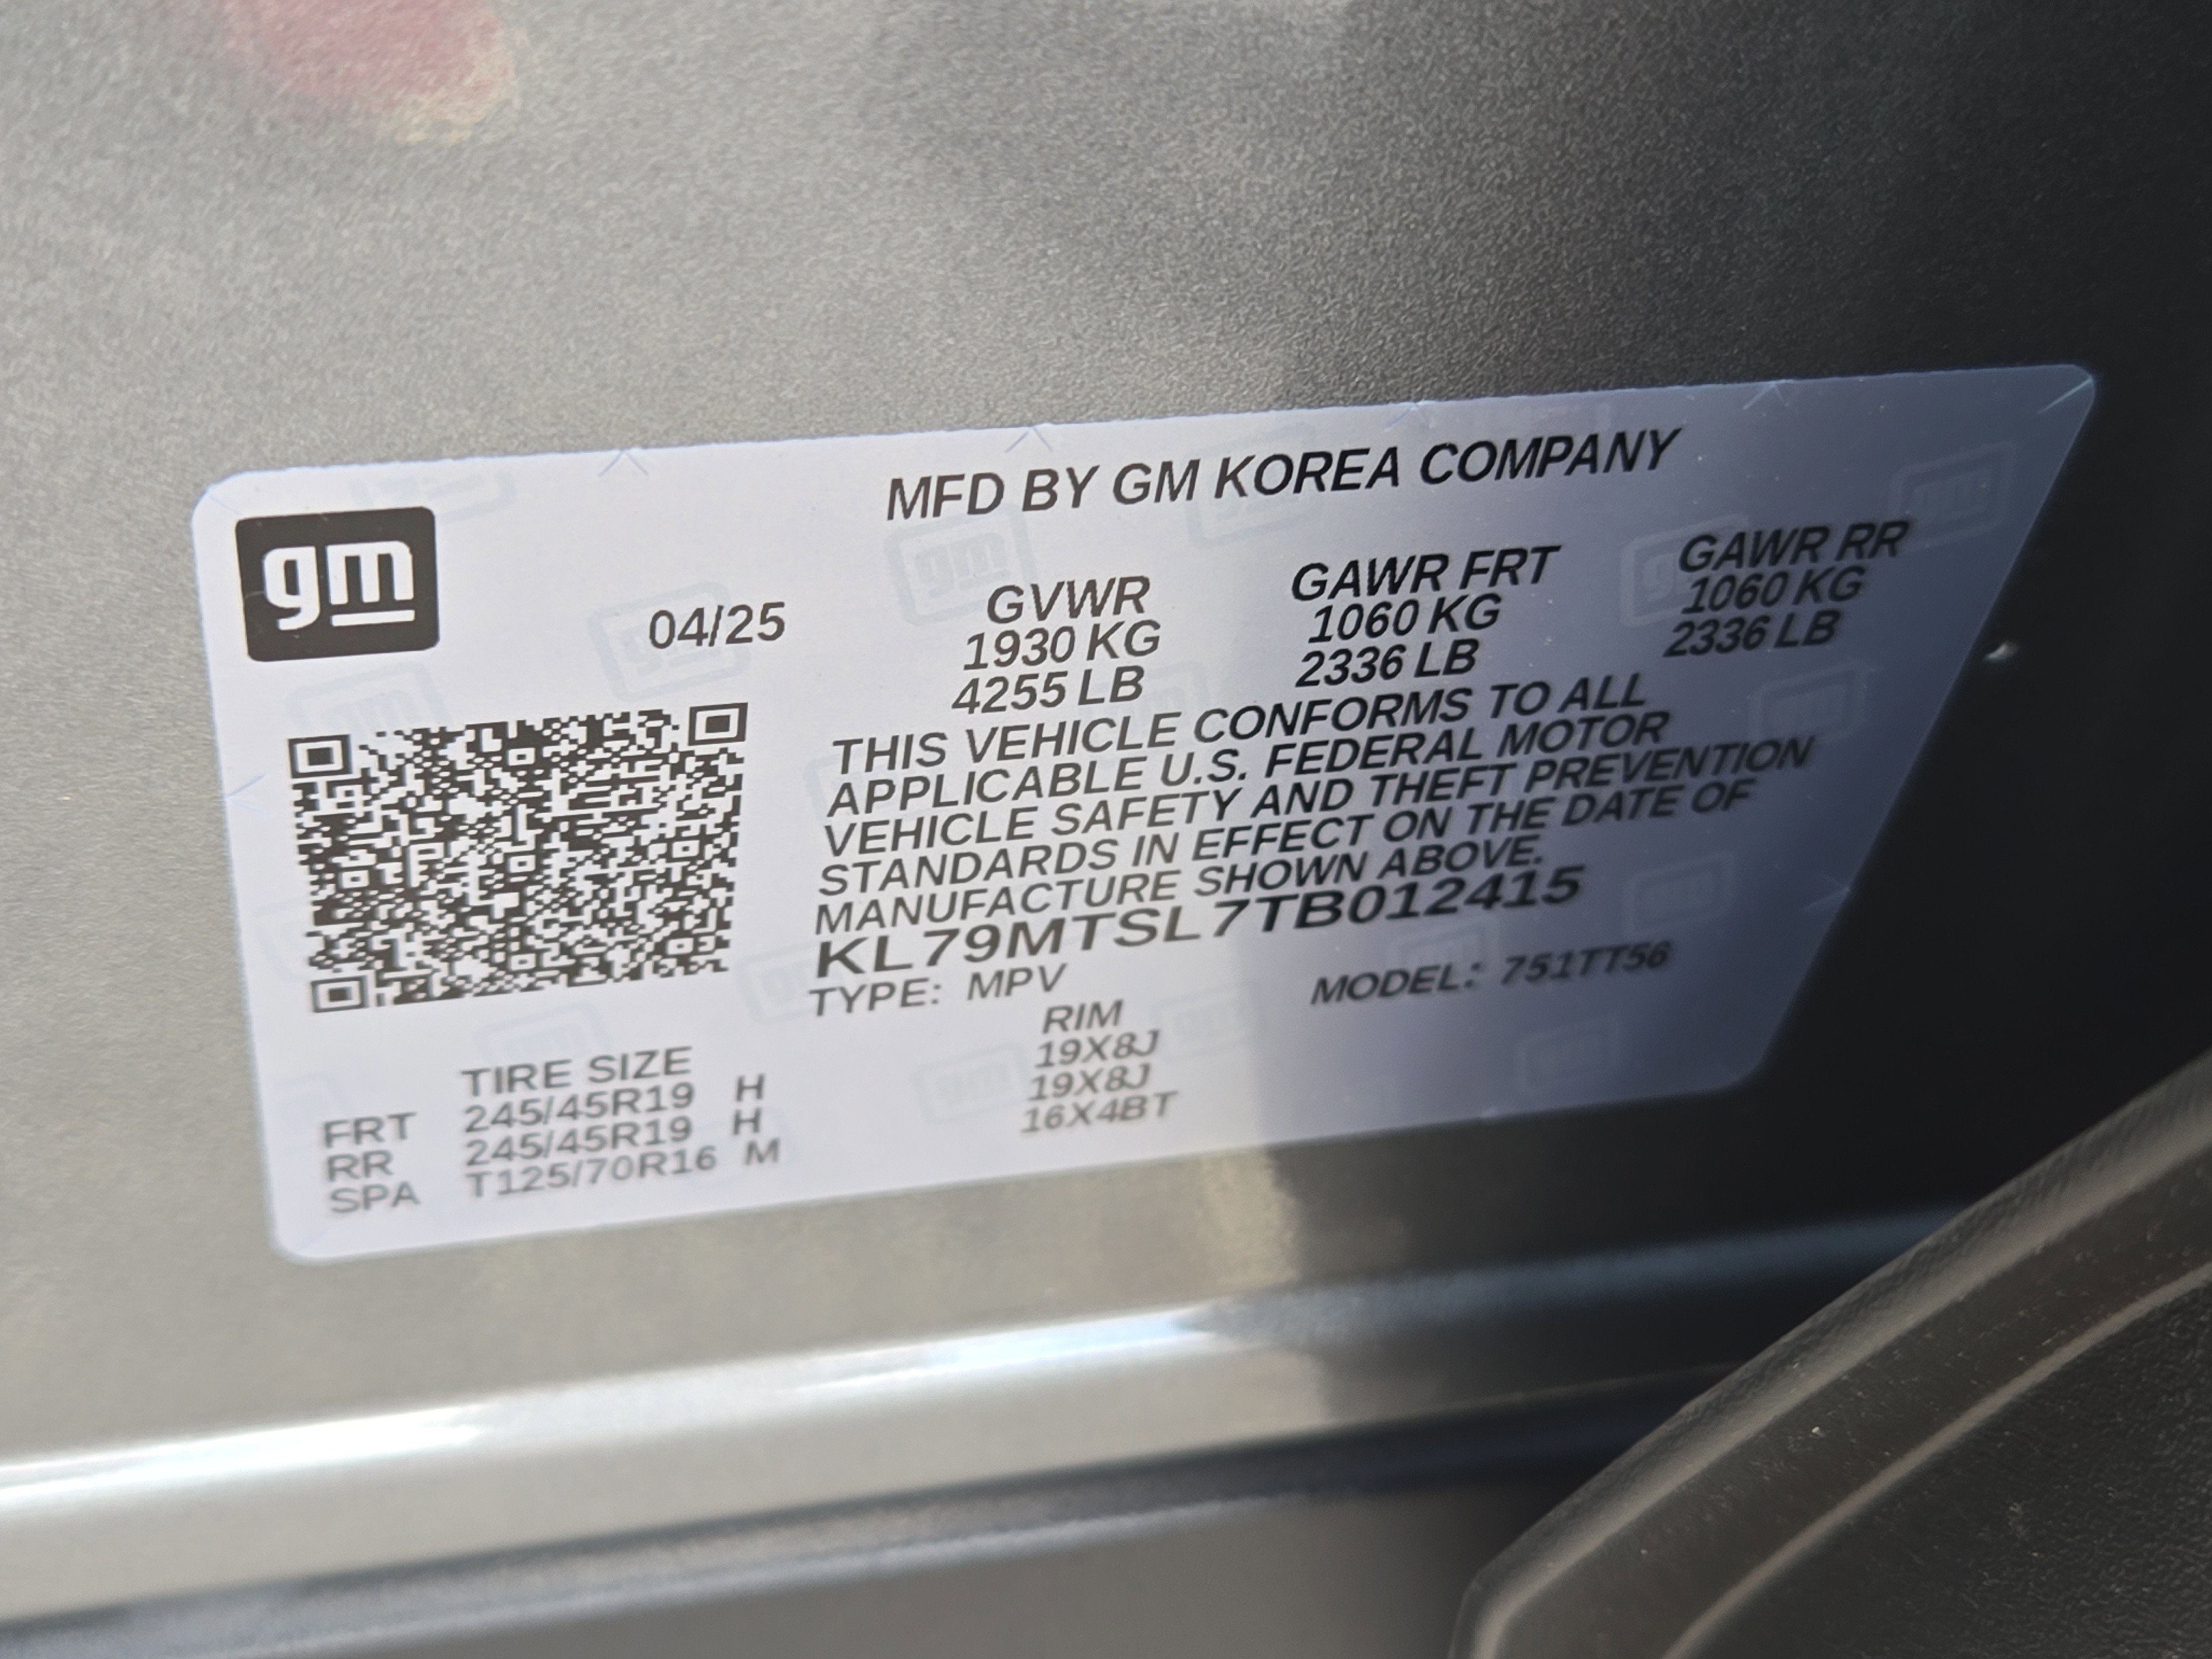 gm
MFD BY GM KOREA COMPANY
04/25
GVWR GAWR FRT GAWR RR
1930 KG 1060 KG 1060 KG
4255 LB 2336 LB 2336 LB
THIS VEHICLE CONFORMS TO ALL
APPLICABLE U.S. FEDERAL MOTOR
VEHICLE SAFETY AND THEFT PREVENTION
STANDARDS IN EFFECT ON THE DATE OF
MANUFACTURE SHOWN ABOVE.
KL79MTSL7TB012415
TYPE: MPV MODEL: 751TT56
TIRE SIZE RIM
FRT 245/45R19 H 19X8J
RR 245/45R19 H 19X8J
SPA T125/70R16 M 16X4BT